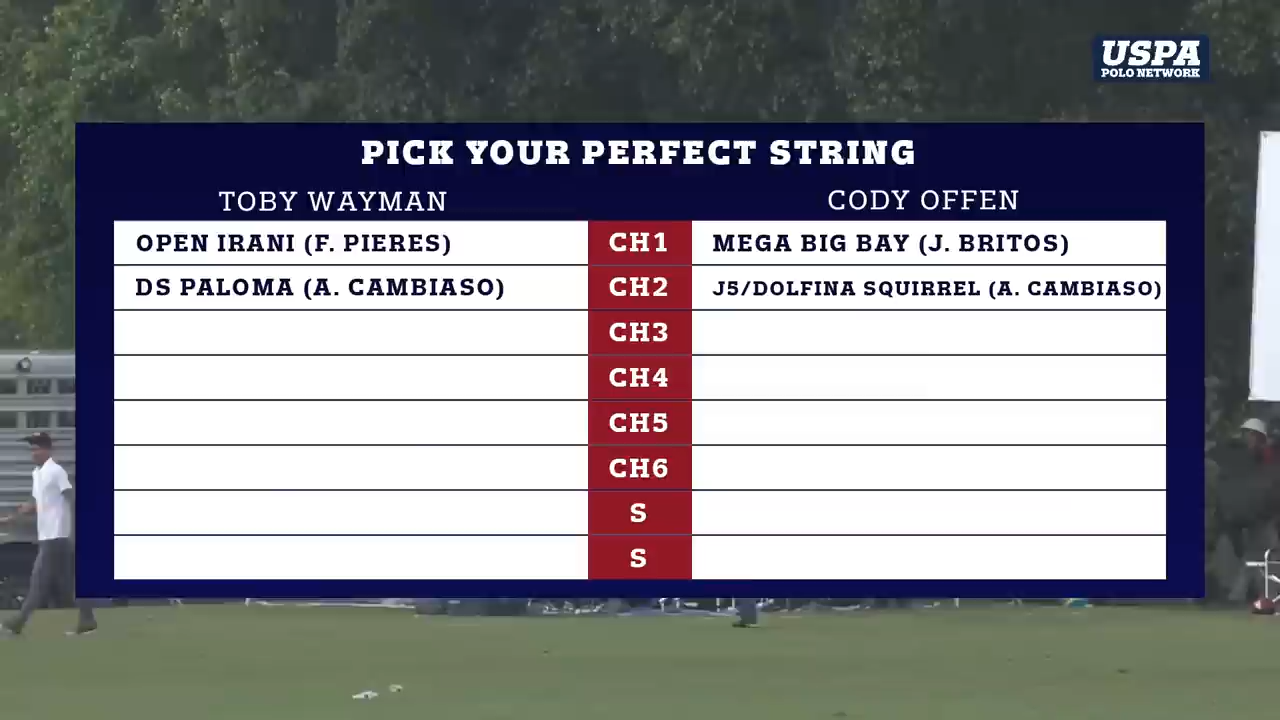 USPA
POLO NETWORK
PICK YOUR PERFECT STRING
TOBY WAYMAN
CODY OFFEN
OPEN IRANI (F. PIERES) CH1 MEGA BIG BAY (J. BRITOS)
DS PALOMA (A. CAMBIASO) CH2 J5/DOLFINA SQUIRREL (A. CAMBIASO)
CH3
CH4
CH5
CH6
S
S